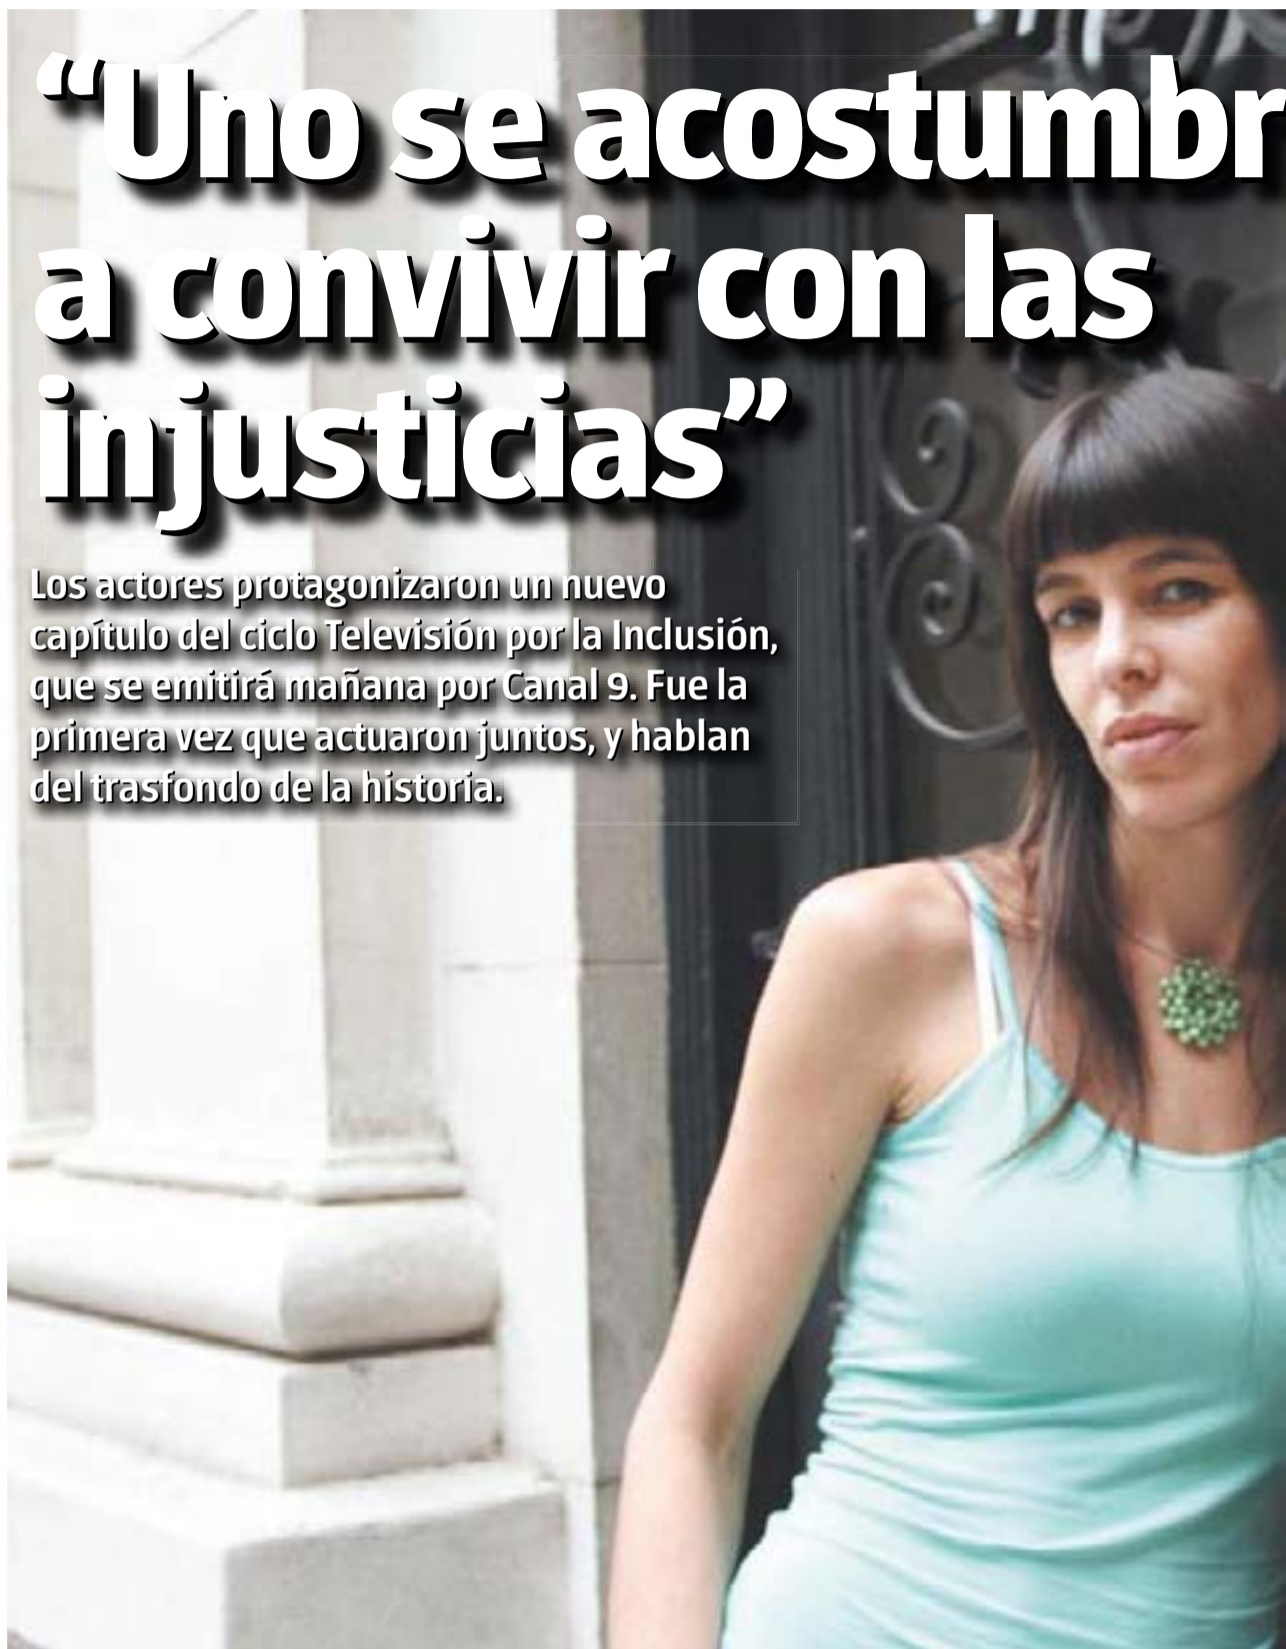 “Uno se acostumbr
a convivir con las
injusticias”
Los actores protagonizaron un nuevo
capítulo del ciclo Televisión por la Inclusión,
que se emitirá mañana por Canal 9. Fue la
primera vez que actuaron juntos, y hablan
del trasfondo de la historia.